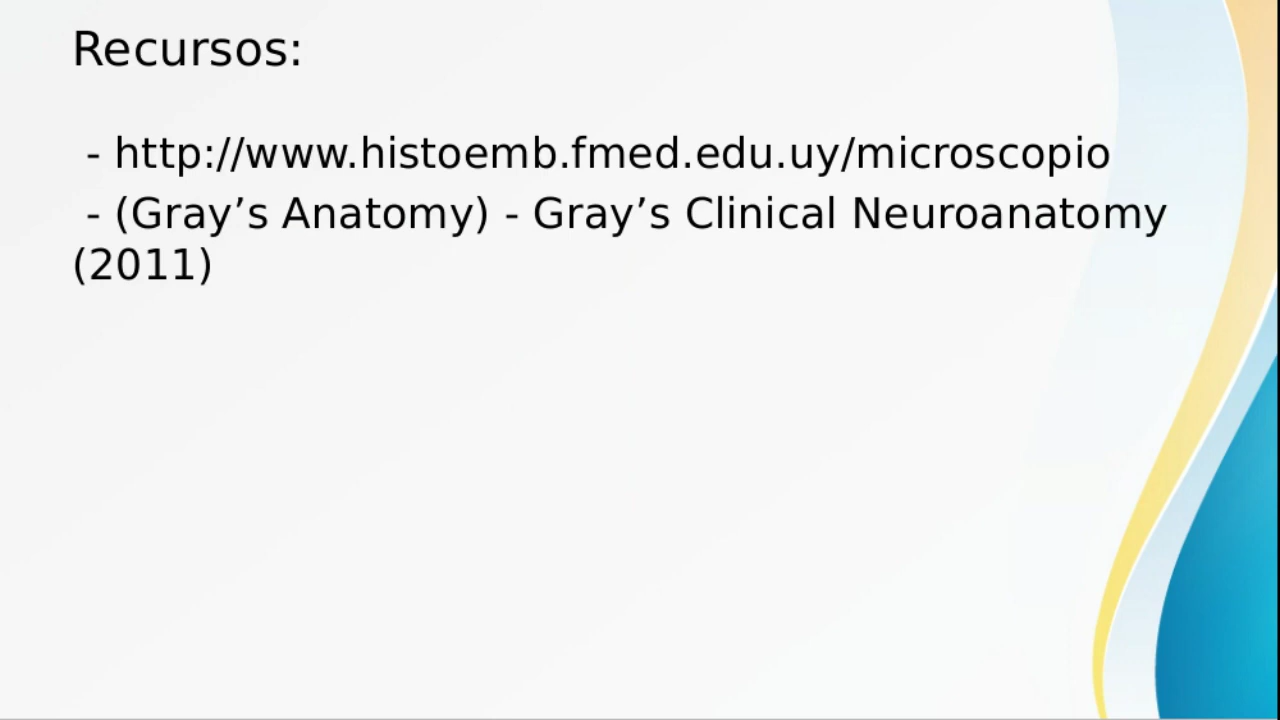 Recursos:
- http://www.histoemb.fmed.edu.uy/microscopio
- (Gray’s Anatomy) - Gray’s Clinical Neuroanatomy
(2011)